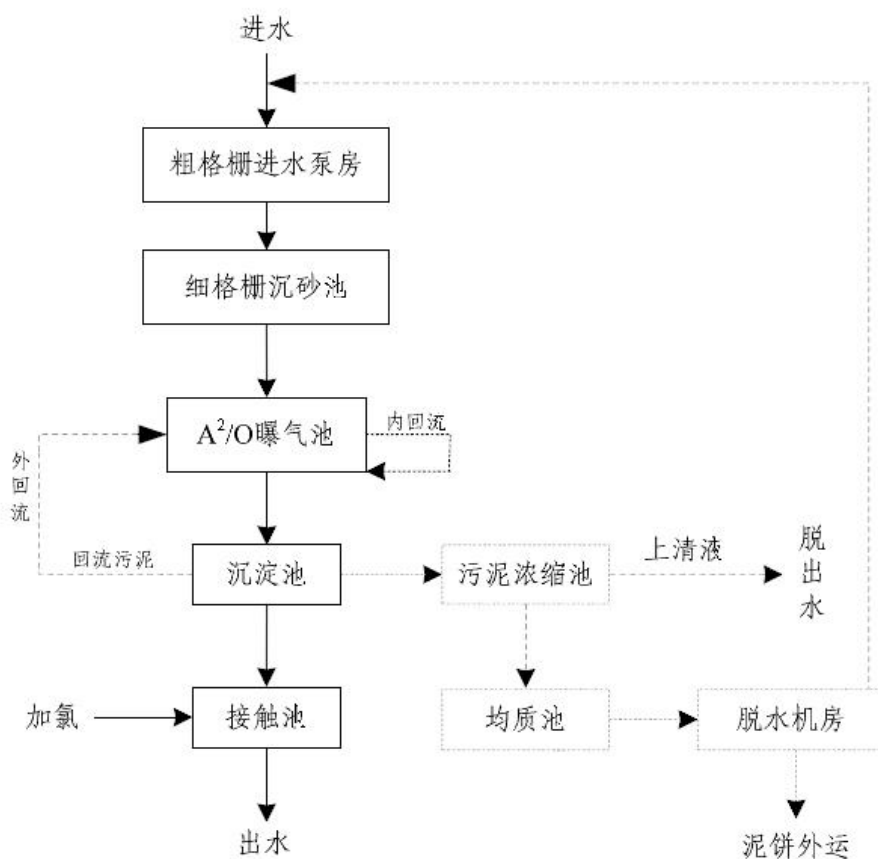 进水
粗格栅进水泵房
细格栅沉砂池
A²/O曝气池
内回流
外回流
回流污泥
沉淀池
污泥浓缩池
上清液
脱出水
加氯
接触池
均质池
脱水机房
出水
泥饼外运